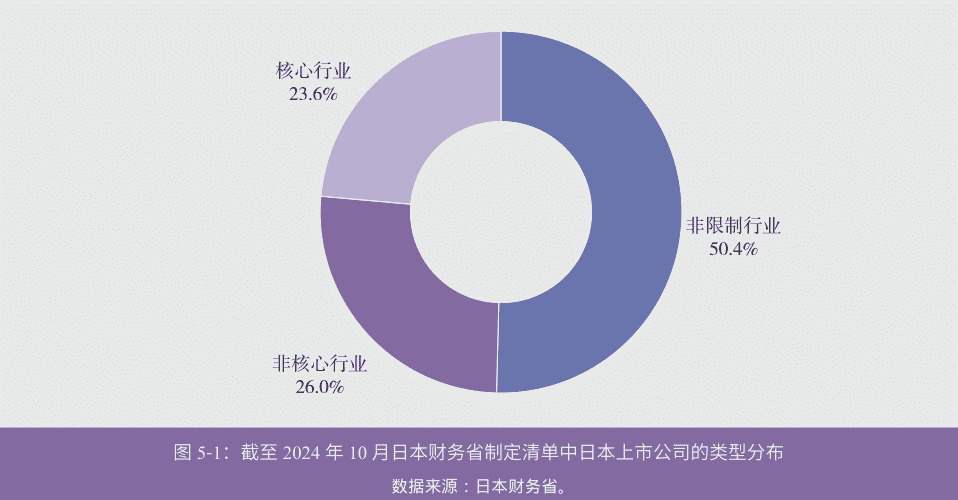 核心行业
23.6%
非限制行业
50.4%
非核心行业
26.0%
图 5-1：截至 2024 年 10 月日本财务省制定清单中日本上市公司的类型分布
数据来源：日本财务省。